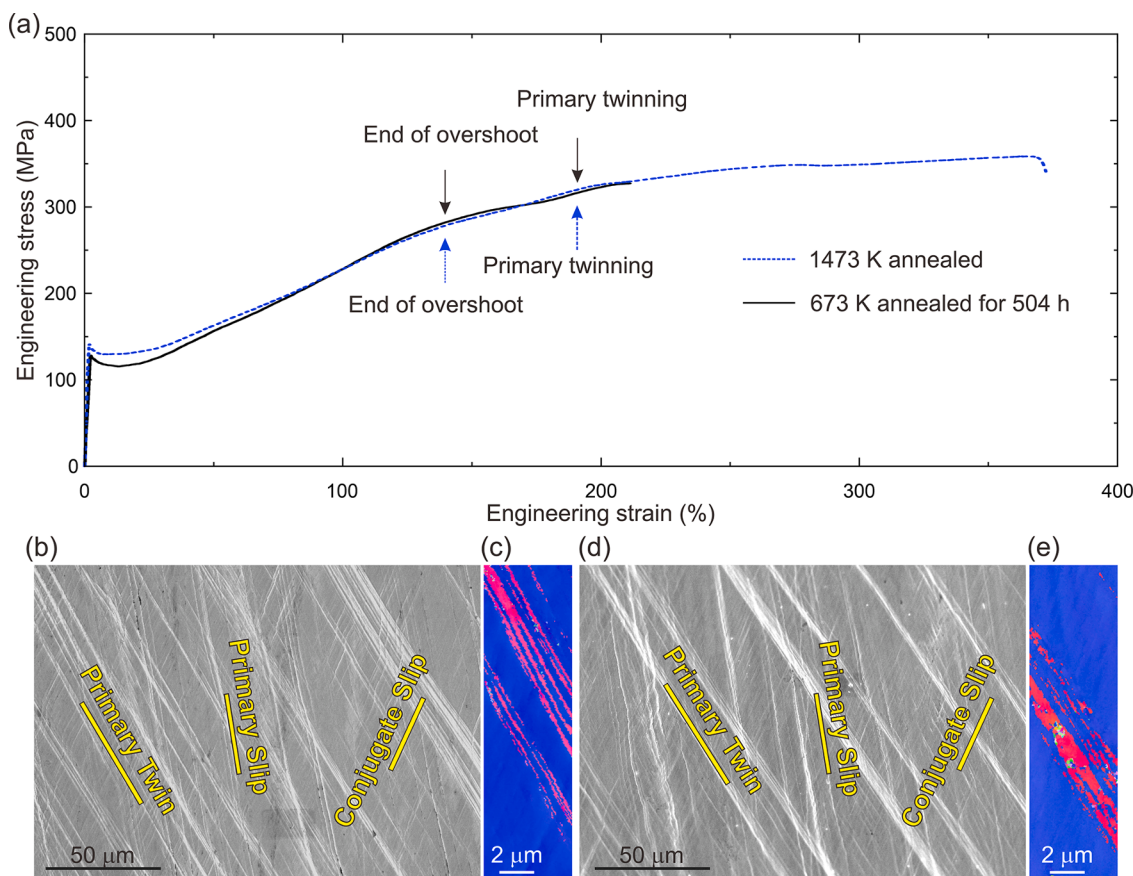 (a)
500
400
300
200
100
0
Engineering stress (MPa)
Primary twinning
End of overshoot
Primary twinning
End of overshoot
1473 K annealed
673 K annealed for 504 h
0
100
200
300
400
Engineering strain (%)
(b)
(c)
(d)
(e)
Primary Twin
Primary Slip
Conjugate Slip
50 μm
2 μm
Primary Twin
Primary Slip
Conjugate Slip
50 μm
2 μm